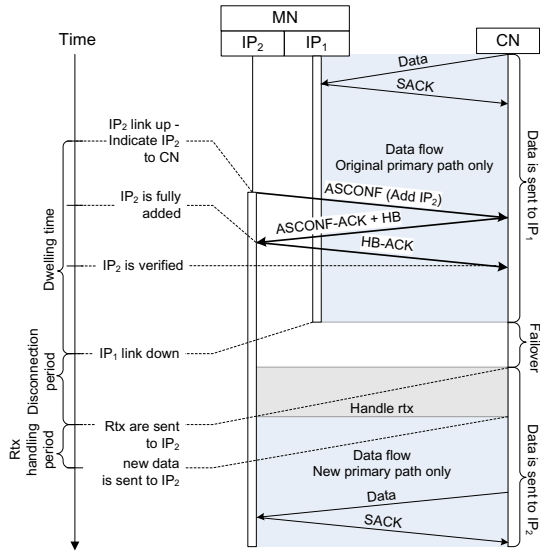 MN
Time
IP2
IP1
CN
Data
SACK
IP2 link up -
Indicate IP2
to CN
Data flow
Original primary path only
Data is sent to IP1
ASCONF (Add IP2)
IP2 is fully
added
ASCONF-ACK + HB
HB-ACK
Dwelling time
IP2 is verified
IP1 link down
Failover
Disconnection
period
Handle rtx
Rtx are sent
to IP2
Rtx
handling
period
new data
is sent to IP2
Data flow
New primary path only
Data is sent to IP2
Data
SACK